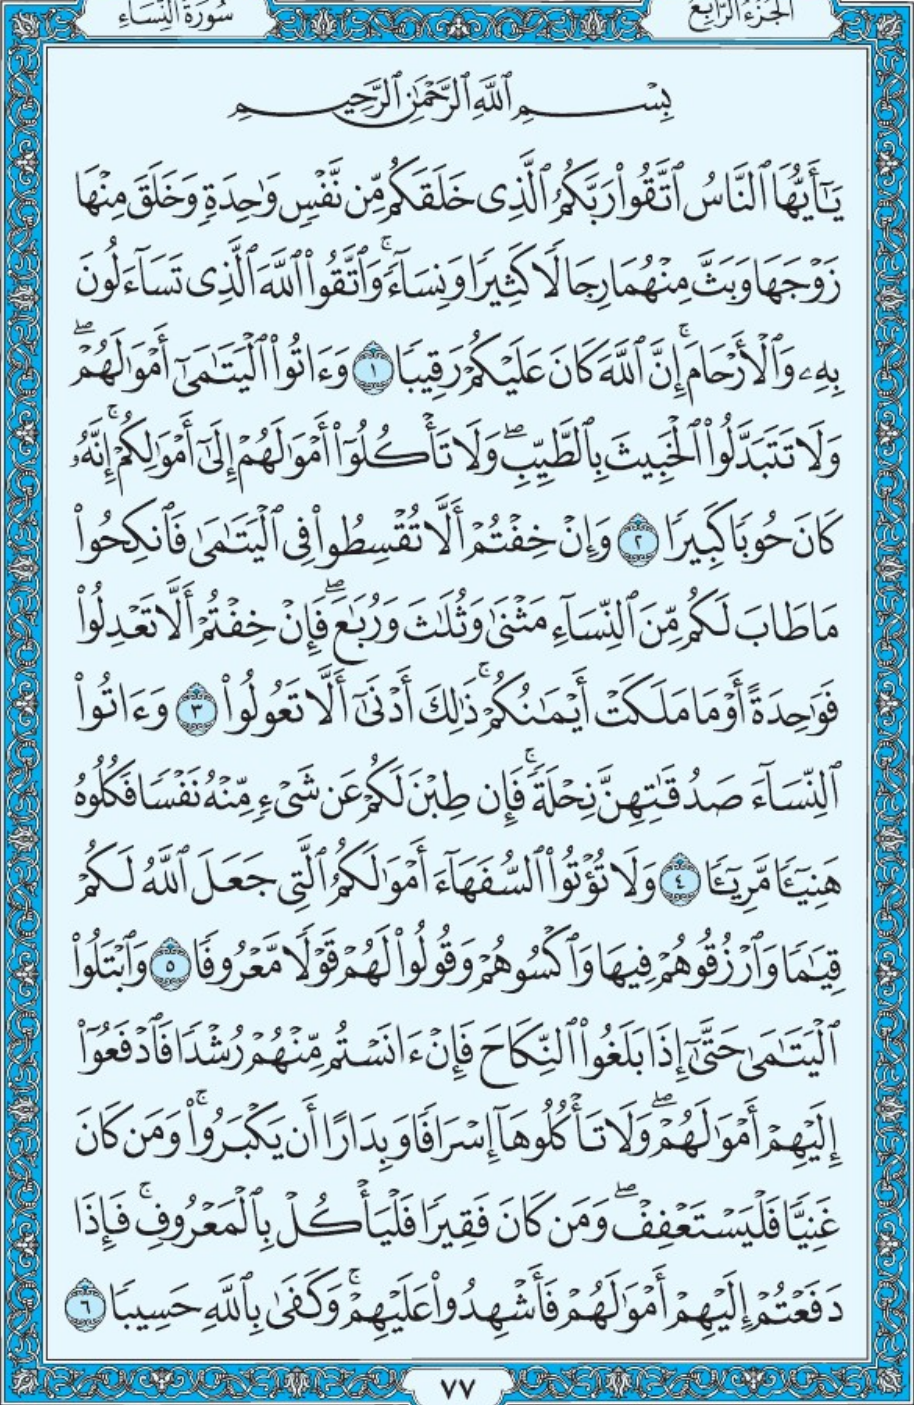 سُورَةُ النِّسَاءِ
الجُزْءُ الرَّابِعُ
بِسْمِ ٱللَّهِ ٱلرَّحْمَٰنِ ٱلرَّحِيمِ
يَٰٓأَيُّهَا ٱلنَّاسُ ٱتَّقُوا۟ رَبَّكُمُ ٱلَّذِى خَلَقَكُم مِّن نَّفْسٍ وَٰحِدَةٍ وَخَلَقَ مِنْهَا
زَوْجَهَا وَبَثَّ مِنْهُمَا رِجَالًا كَثِيرًا وَنِسَآءً ۚ وَٱتَّقُوا۟ ٱللَّهَ ٱلَّذِى تَسَآءَلُونَ
بِهِۦ وَٱلْأَرْحَامَ ۚ إِنَّ ٱللَّهَ كَانَ عَلَيْكُمْ رَقِيبًا ١ وَءَاتُوا۟ ٱلْيَتَٰمَىٰٓ أَمْوَٰلَهُمْ ۖ
وَلَا تَتَبَدَّلُوا۟ ٱلْخَبِيثَ بِٱلطَّيِّبِ ۖ وَلَا تَأْكُلُوٓا۟ أَمْوَٰلَهُمْ إِلَىٰٓ أَمْوَٰلِكُمْ ۚ إِنَّهُۥ
كَانَ حُوبًا كَبِيرًا ٢ وَإِنْ خِفْتُمْ أَلَّا تُقْسِطُوا۟ فِى ٱلْيَتَٰمَىٰ فَٱنكِحُوا۟
مَا طَابَ لَكُم مِّنَ ٱلنِّسَآءِ مَثْنَىٰ وَثُلَٰثَ وَرُبَٰعَ ۖ فَإِنْ خِفْتُمْ أَلَّا تَعْدِلُوا۟
فَوَٰحِدَةً أَوْ مَا مَلَكَتْ أَيْمَٰنُكُمْ ۚ ذَٰلِكَ أَدْنَىٰٓ أَلَّا تَعُولُوا۟ ٣ وَءَاتُوا۟
ٱلنِّسَآءَ صَدُقَٰتِهِنَّ نِحْلَةً ۚ فَإِن طِبْنَ لَكُمْ عَن شَىْءٍ مِّنْهُ نَفْسًا فَكُلُوهُ
هَنِيٓـًٔا مَّرِيٓـًٔا ٤ وَلَا تُؤْتُوا۟ ٱلسُّفَهَآءَ أَمْوَٰلَكُمُ ٱلَّتِى جَعَلَ ٱللَّهُ لَكُمْ
قِيَٰمًا وَٱرْزُقُوهُمْ فِيهَا وَٱكْسُوهُمْ وَقُولُوا۟ لَهُمْ قَوْلًا مَّعْرُوفًا ٥ وَٱبْتَلُوا۟
ٱلْيَتَٰمَىٰ حَتَّىٰٓ إِذَا بَلَغُوا۟ ٱلنِّكَاحَ فَإِنْ ءَانَسْتُم مِّنْهُمْ رُشْدًا فَٱدْفَعُوٓا۟
إِلَيْهِمْ أَمْوَٰلَهُمْ ۖ وَلَا تَأْكُلُوهَآ إِسْرَافًا وَبِدَارًا أَن يَكْبَرُوا۟ ۚ وَمَن كَانَ
غَنِيًّا فَلْيَسْتَعْفِفْ ۖ وَمَن كَانَ فَقِيرًا فَلْيَأْكُلْ بِٱلْمَعْرُوفِ ۚ فَإِذَا
دَفَعْتُمْ إِلَيْهِمْ أَمْوَٰلَهُمْ فَأَشْهِدُوا۟ عَلَيْهِمْ ۚ وَكَفَىٰ بِٱللَّهِ حَسِيبًا ٦
٧٧